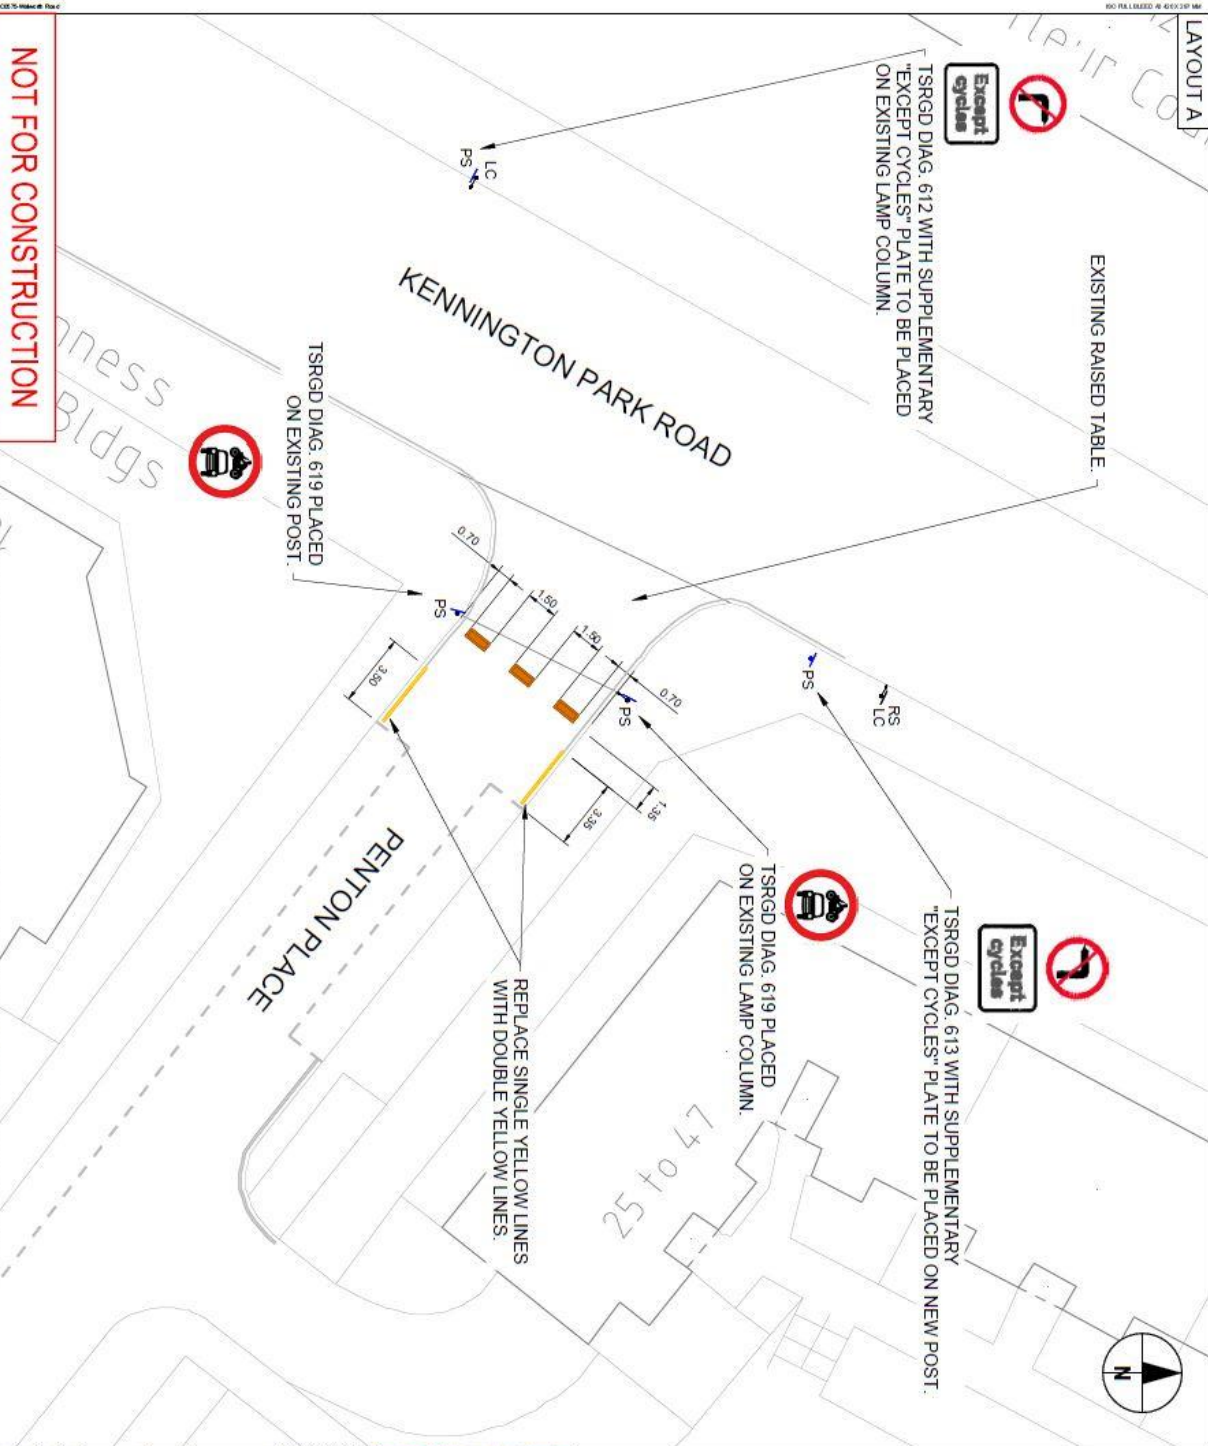 LAYOUT A
NOT FOR CONSTRUCTION
Except
cycles
TSRGD DIAG. 612 WITH SUPPLEMENTARY
"EXCEPT CYCLES" PLATE TO BE PLACED
ON EXISTING LAMP COLUMN.
EXISTING RAISED TABLE.
LC
PS
KENNINGTON PARK ROAD
TSRGD DIAG. 619 PLACED
ON EXISTING POST.
Bldgs
PS
0.70
1.50
1.50
0.70
3.50
PS
PS
RS
LC
1.35
3.35
PENTON PLACE
REPLACE SINGLE YELLOW LINES
WITH DOUBLE YELLOW LINES.
TSRGD DIAG. 619 PLACED
ON EXISTING LAMP COLUMN.
Except
cycles
TSRGD DIAG. 613 WITH SUPPLEMENTARY
"EXCEPT CYCLES" PLATE TO BE PLACED ON NEW POST.
25 to 47
N